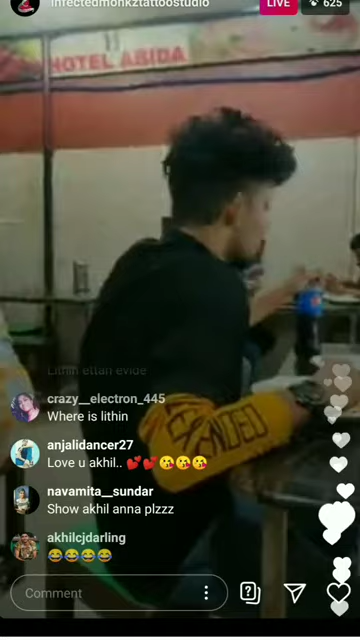 infectedmonkztattoostudio
LIVE
625
HOTEL ABIDA
Lithin ettan evide
crazy__electron_445
Where is lithin
anjalidancer27
Love u akhil.. 💕💕😘😘😘
navamita__sundar
Show akhil anna plzzz
akhilcjdarling
😂😂😂😂
Comment